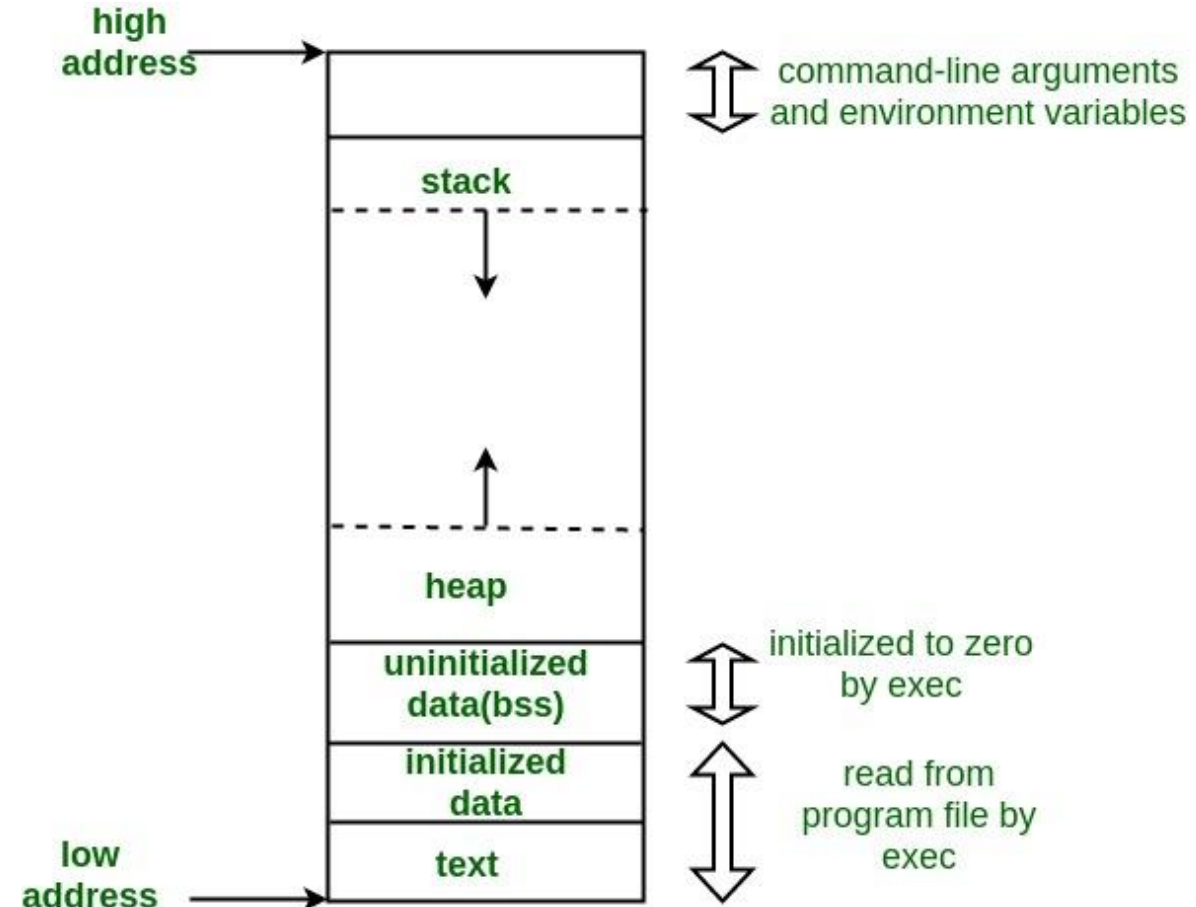 high
address
command-line arguments
and environment variables
stack
heap
uninitialized
data(bss)
initialized to zero
by exec
initialized
data
read from
program file by
exec
text
low
address